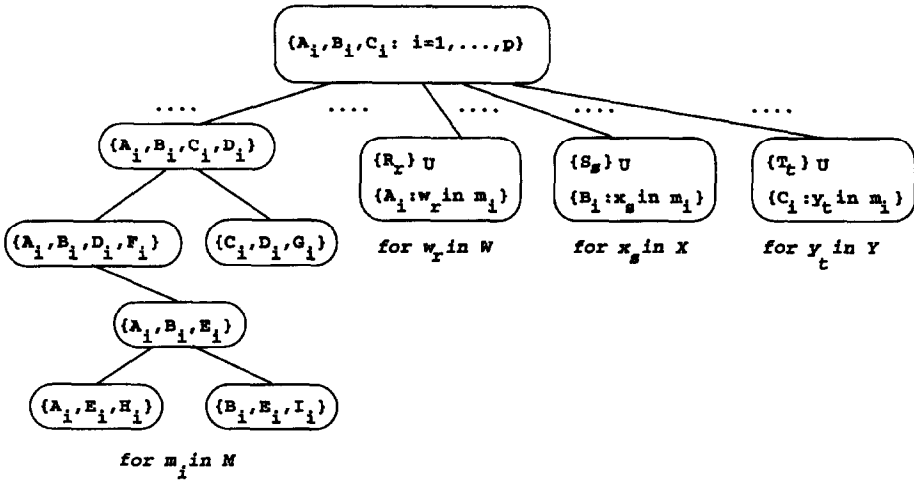 {A_i,B_i,C_i: i=1,...,p}
.... .... .... .... ....
{A_i,B_i,C_i,D_i}
{R_r} U
{A_i:w_r in m_i}
{S_s} U
{B_i:x_s in m_i}
{T_t} U
{C_i:y_t in m_i}
{A_i,B_i,D_i,F_i}
{C_i,D_i,G_i}
for w_r in W
for x_s in X
for y_t in Y
{A_i,B_i,E_i}
{A_i,E_i,H_i}
{B_i,E_i,I_i}
for m_i in M